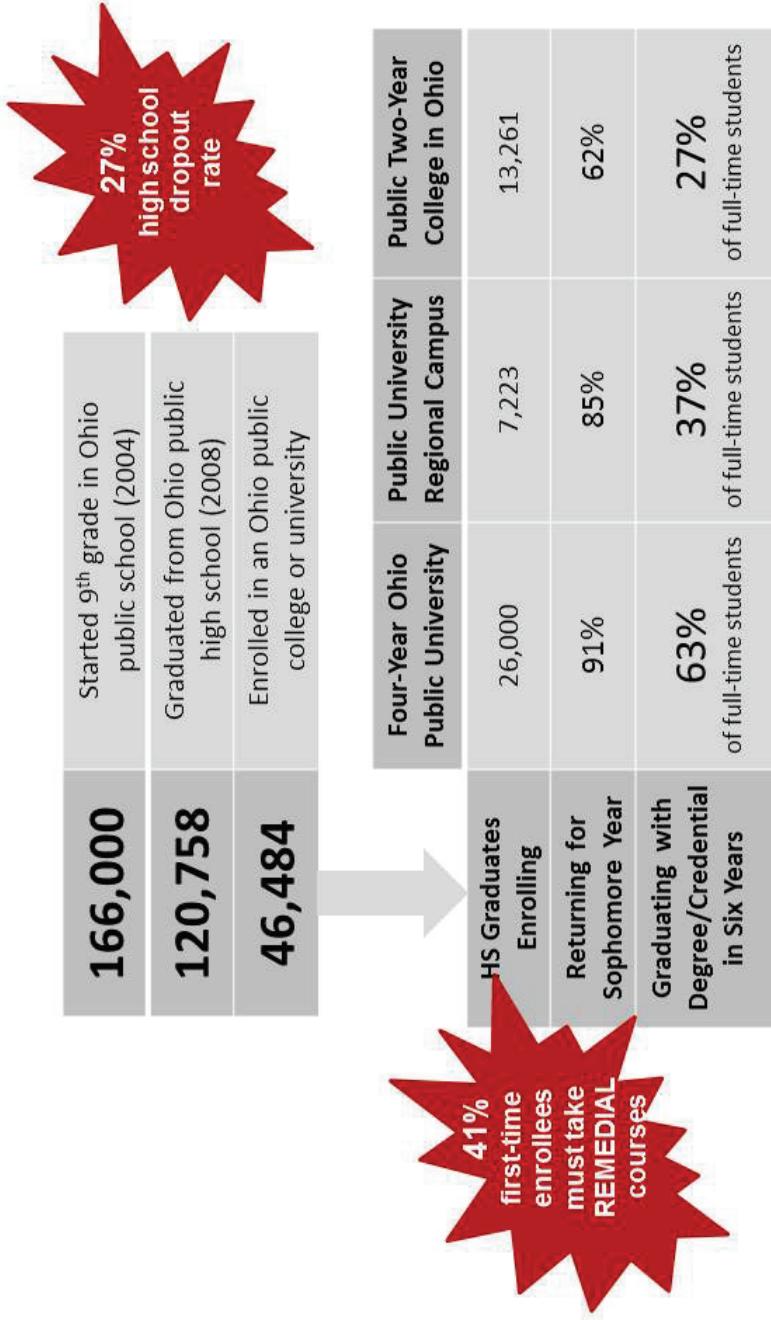 27%
high school
dropout
rate
166,000
Started 9th grade in Ohio
public school (2004)
120,758
Graduated from Ohio public
high school (2008)
46,484
Enrolled in an Ohio public
college or university
41%
first-time
enrollees
must take
REMEDIAL
courses
Four-Year Ohio
Public University
Public University
Regional Campus
Public Two-Year
College in Ohio
HS Graduates
Enrolling
26,000
7,223
13,261
Returning for
Sophomore Year
91%
85%
62%
Graduating with
Degree/Credential
in Six Years
63%
of full-time students
37%
of full-time students
27%
of full-time students